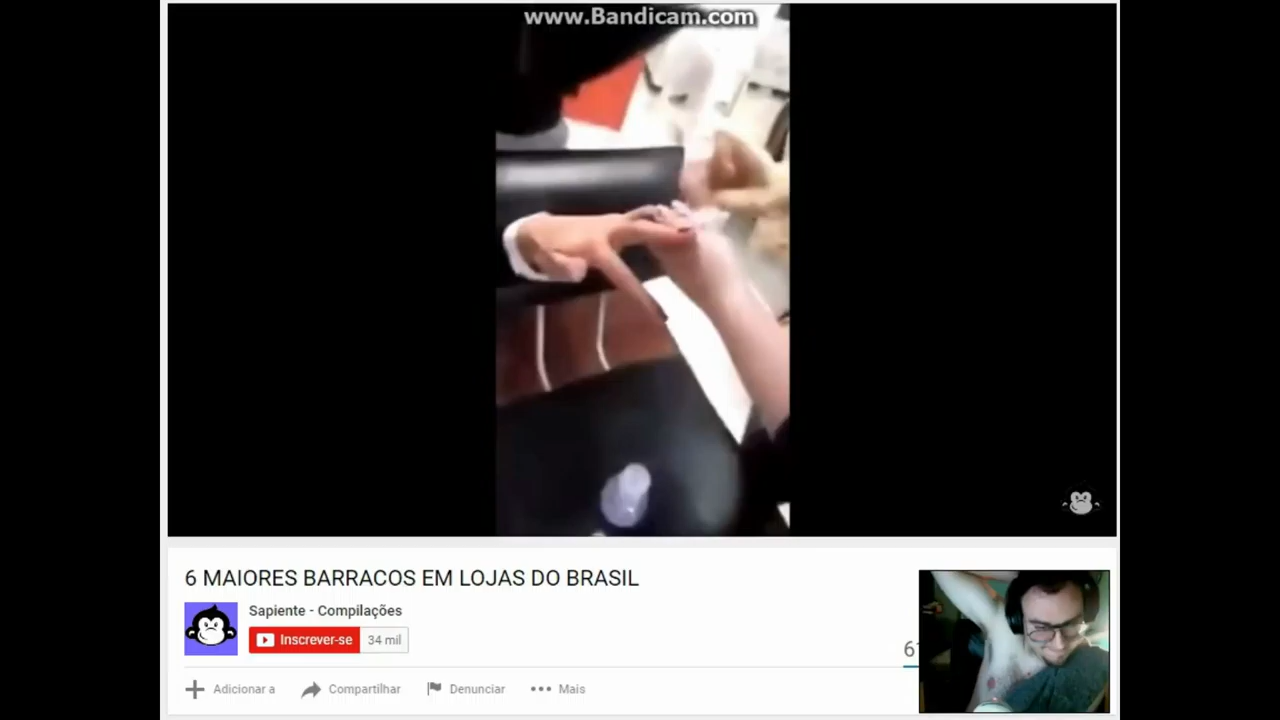 www.Bandicam.com
6 MAIORES BARRACOS EM LOJAS DO BRASIL
Sapiente - Compilações
Inscrever-se 34 mil
Adicionar a Compartilhar Denunciar Mais